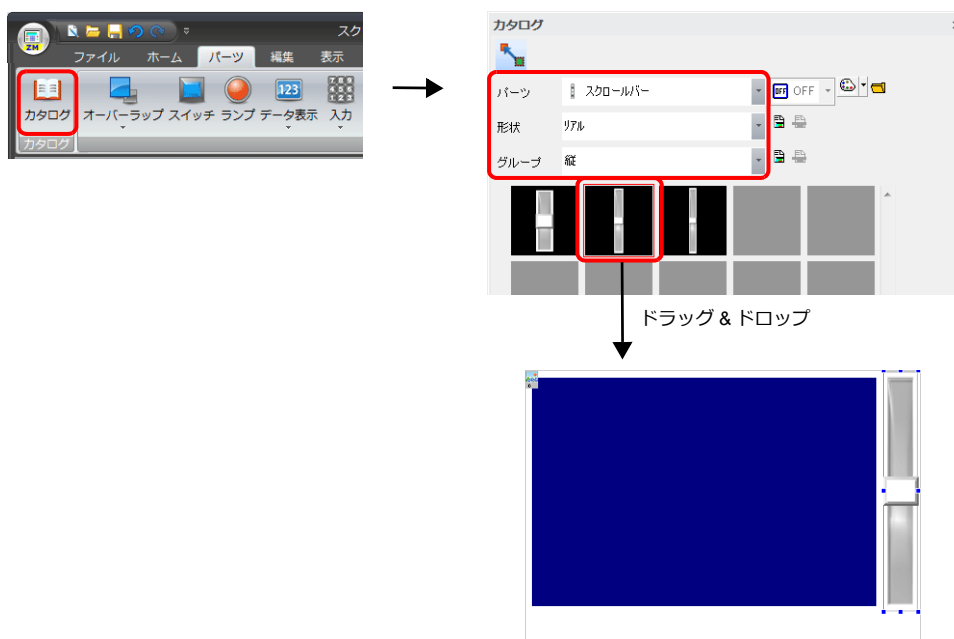 スク
ZM
ファイル ホーム パーツ 編集 表示
123
カタログ オーバーラップ スイッチ ランプ データ表示 入力
カタログ
カタログ
パーツ スクロールバー OFF OFF
形状 リアル
グループ 縦
ドラッグ & ドロップ